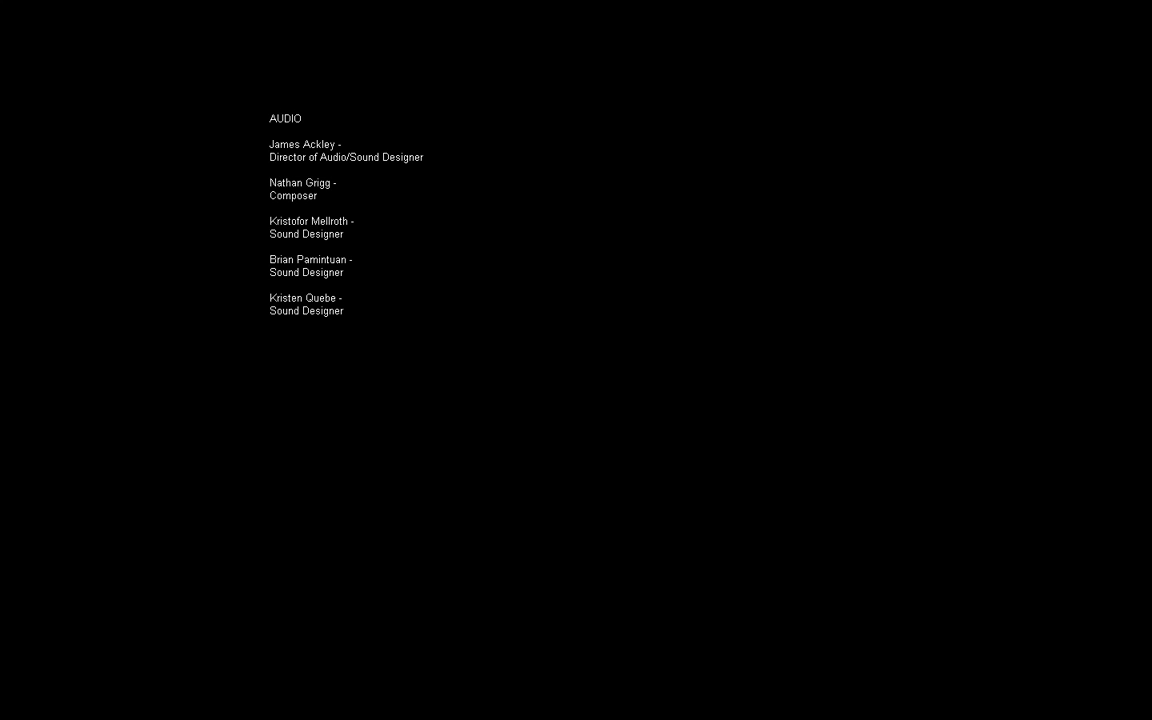 AUDIO
James Ackley -
Director of Audio/Sound Designer
Nathan Grigg -
Composer
Kristofor Mellroth -
Sound Designer
Brian Pamintuan -
Sound Designer
Kristen Quebe -
Sound Designer